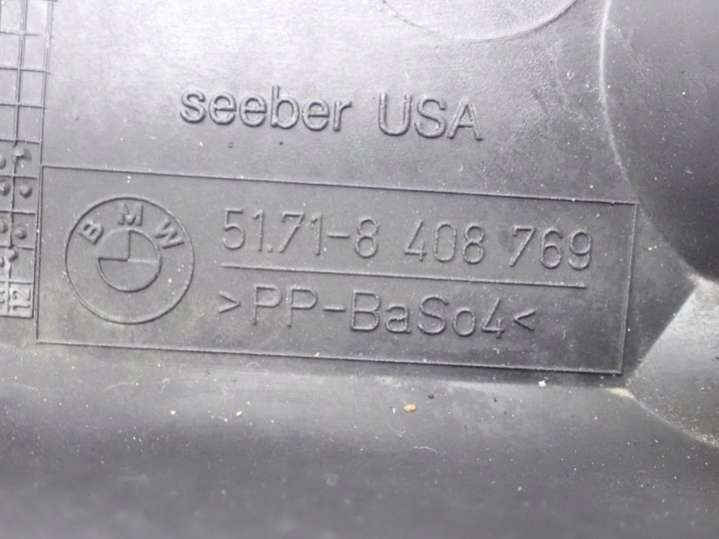 seeber USA
BMW
51.71-8 408 769
>PP-BaSo4<